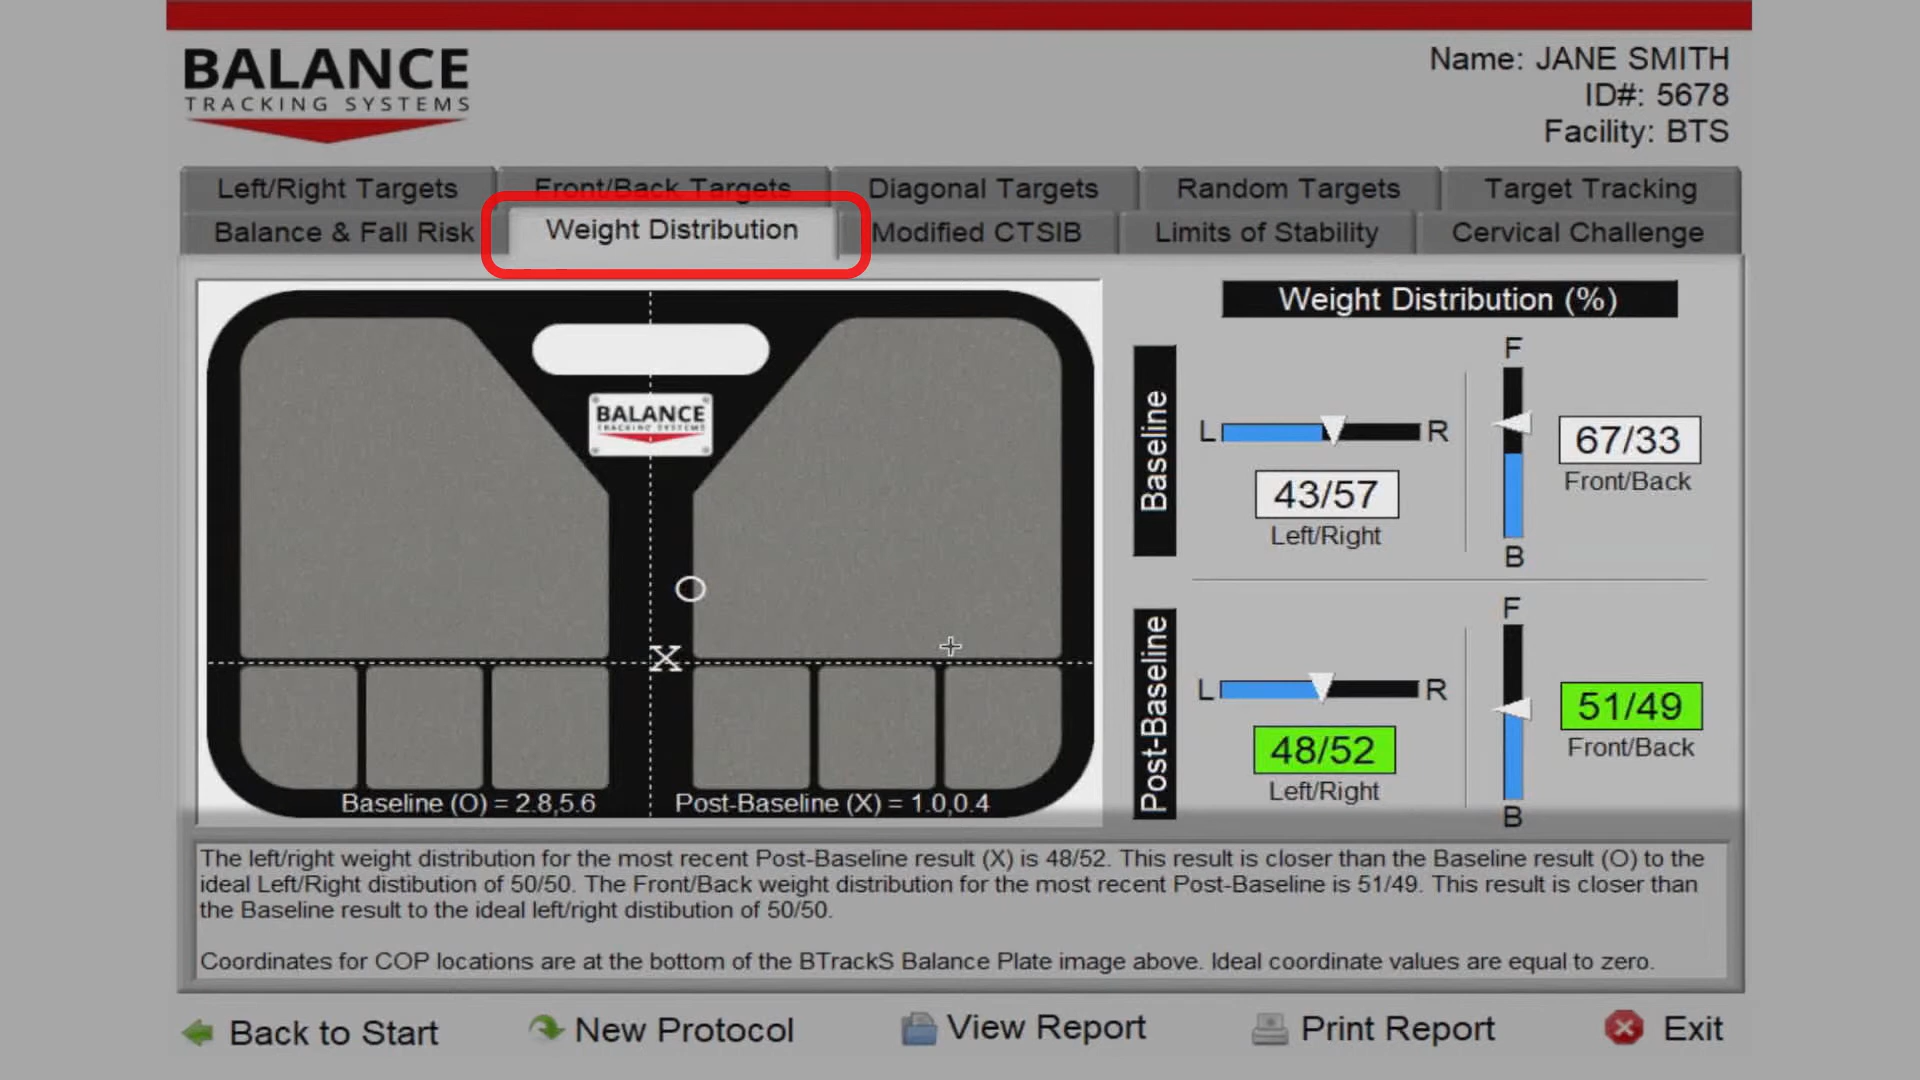 BALANCE
TRACKING SYSTEMS
Name: JANE SMITH
ID#: 5678
Facility: BTS
Left/Right Targets
Front/Back Targets
Diagonal Targets
Random Targets
Target Tracking
Balance & Fall Risk
Weight Distribution
Modified CTSIB
Limits of Stability
Cervical Challenge
BALANCE
TRACKING SYSTEMS
O
X
Baseline (O) = 2.8,5.6
Post-Baseline (X) = 1.0,0.4
Weight Distribution (%)
Baseline
L
R
43/57
Left/Right
F
B
67/33
Front/Back
Post-Baseline
L
R
48/52
Left/Right
F
B
51/49
Front/Back
The left/right weight distribution for the most recent Post-Baseline result (X) is 48/52. This result is closer than the Baseline result (O) to the
ideal Left/Right distibution of 50/50. The Front/Back weight distribution for the most recent Post-Baseline is 51/49. This result is closer than
the Baseline result to the ideal left/right distibution of 50/50.
Coordinates for COP locations are at the bottom of the BTrackS Balance Plate image above. Ideal coordinate values are equal to zero.
Back to Start
New Protocol
View Report
Print Report
Exit